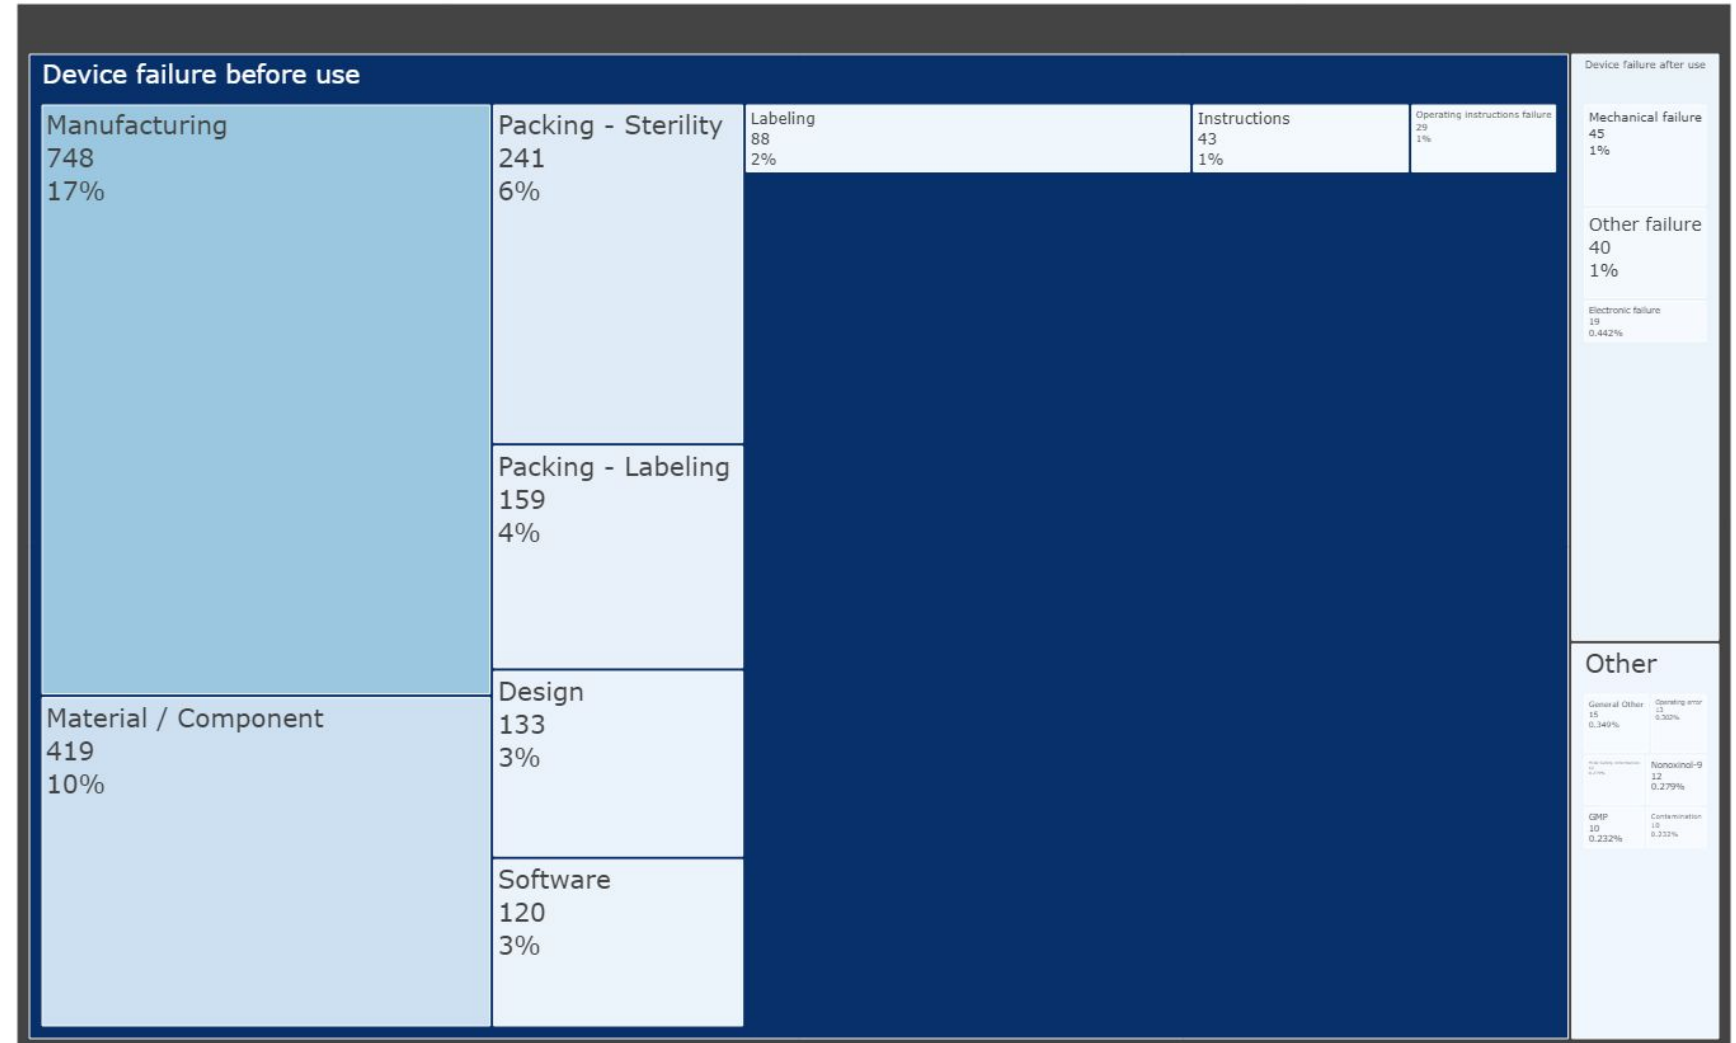 Device failure before use
Manufacturing
748
17%
Material / Component
419
10%
Packing - Sterility
241
6%
Packing - Labeling
159
4%
Design
133
3%
Software
120
3%
Labeling
88
2%
Instructions
43
1%
Operating instructions failure
29
1%
Device failure after use
Mechanical failure
45
1%
Other failure
40
1%
Electronic failure
19
0.442%
Other
General Other
15
0.349%
Operating error
13
0.302%
Nonoxinol-9
12
0.279%
GMP
10
0.232%
Contamination
10
0.232%